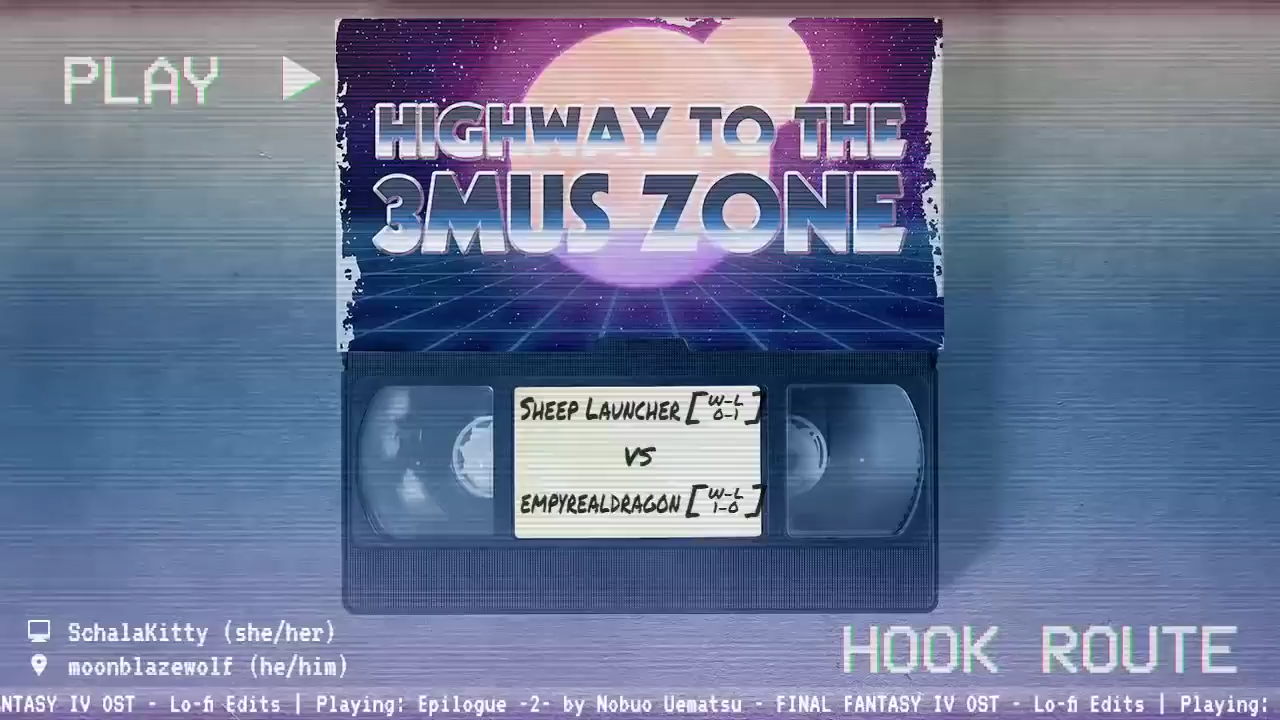 PLAY
HIGHWAY TO THE
3MUS ZONE
SHEEP LAUNCHER [W-L 0-1]
VS
EMPYREALDRAGON [W-L 1-0]
SchalaKitty (she/her)
moonblazewolf (he/him)
HOOK ROUTE
NTASY IV OST - Lo-fi Edits | Playing: Epilogue -2- by Nobuo Uematsu - FINAL FANTASY IV OST - Lo-fi Edits | Playing: